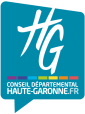 HG
CONSEIL DÉPARTEMENTAL
HAUTE-GARONNE.FR